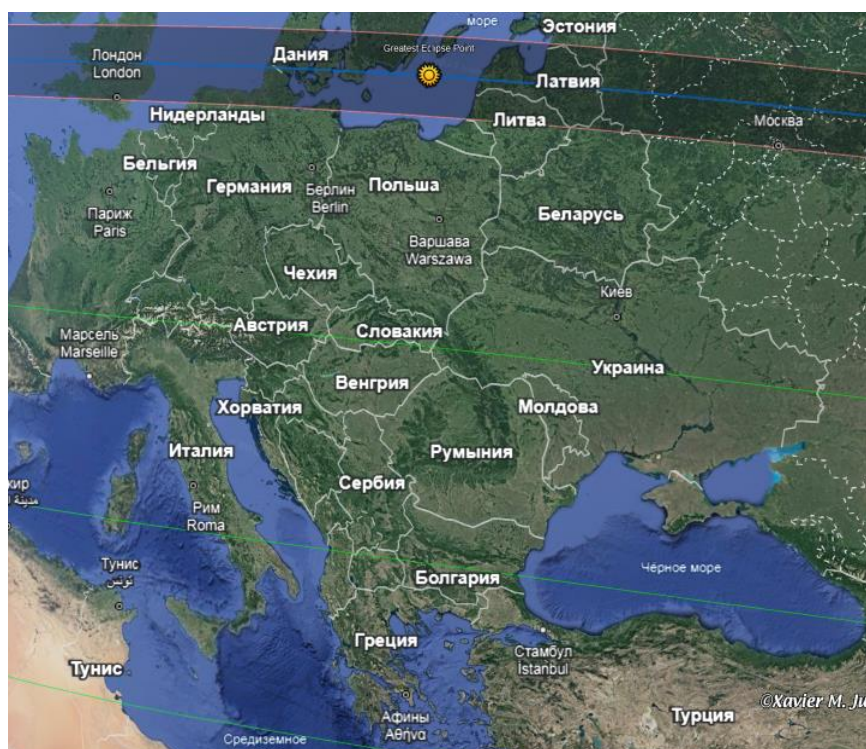 море
Эстония
Лондон
London
Дания
Greatest Eclipse Point
Латвия
Нидерланды
Литва
Москва
Бельгия
Германия
Берлин
Berlin
Польша
Париж
Paris
Беларусь
Варшава
Warszawa
Чехия
Киев
Марсель
Marseille
Австрия
Словакия
Украина
Венгрия
Хорватия
Молдова
Италия
Румыния
Сербия
Рим
Roma
Тунис
تونس
Болгария
Чёрное море
Греция
Стамбул
İstanbul
Тунис
Афины
Αθήνα
Турция
©Xavier M. Ju
Средиземное